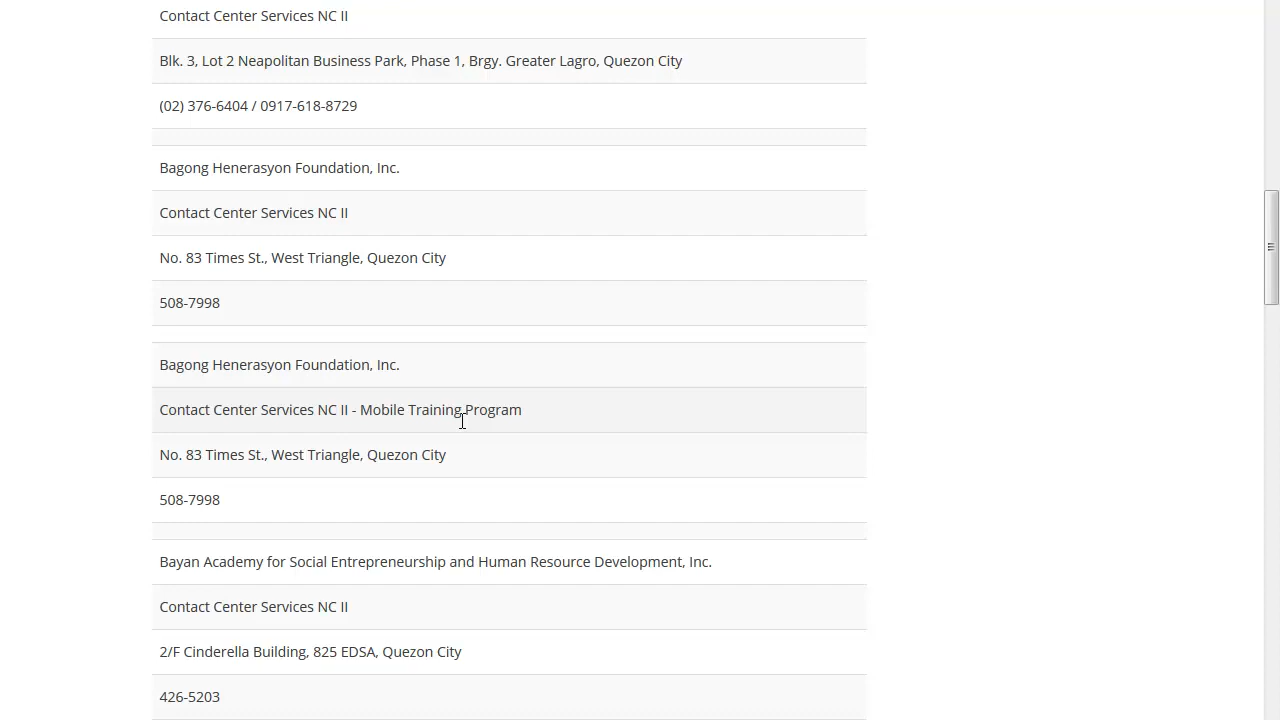 Contact Center Services NC II
Blk. 3, Lot 2 Neapolitan Business Park, Phase 1, Brgy. Greater Lagro, Quezon City
(02) 376-6404 / 0917-618-8729
Bagong Henerasyon Foundation, Inc.
Contact Center Services NC II
No. 83 Times St., West Triangle, Quezon City
508-7998
Bagong Henerasyon Foundation, Inc.
Contact Center Services NC II - Mobile Training Program
No. 83 Times St., West Triangle, Quezon City
508-7998
Bayan Academy for Social Entrepreneurship and Human Resource Development, Inc.
Contact Center Services NC II
2/F Cinderella Building, 825 EDSA, Quezon City
426-5203